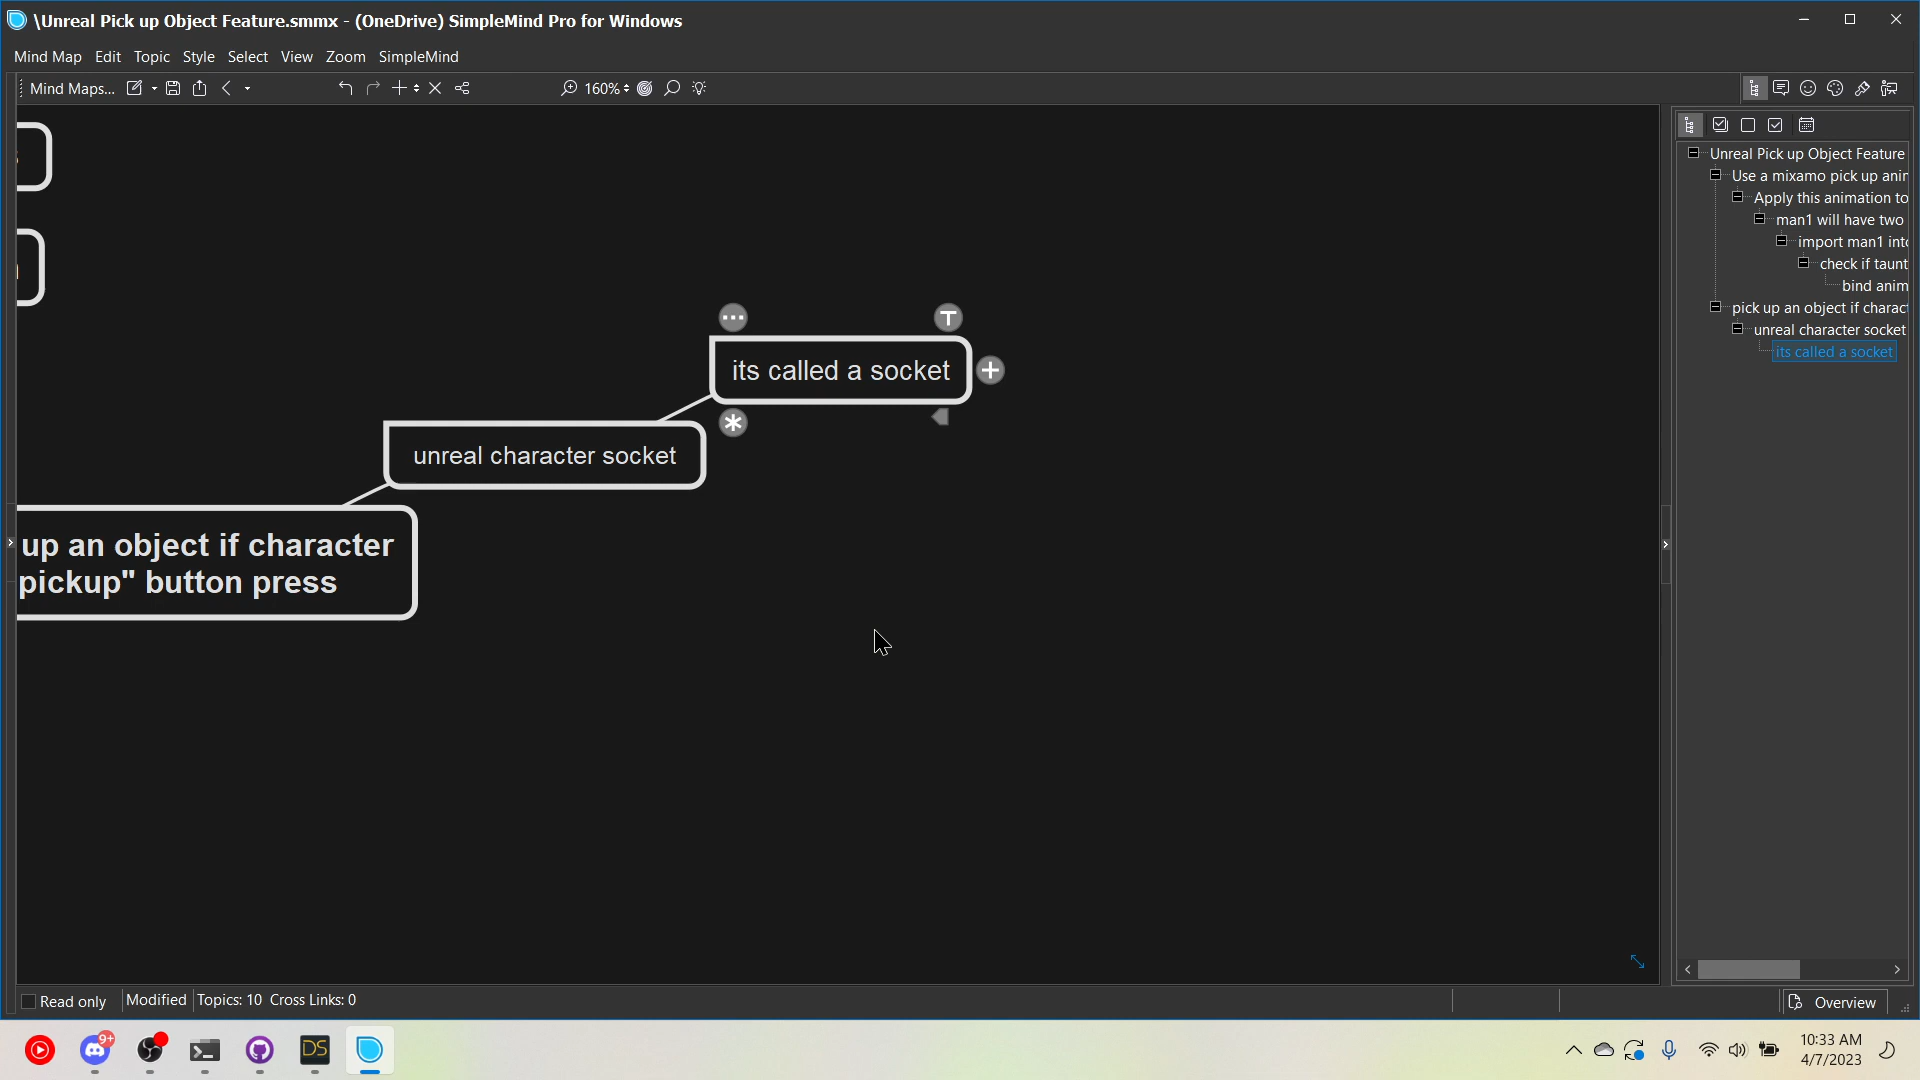 \Unreal Pick up Object Feature.smmx - (OneDrive) SimpleMind Pro for Windows
Mind Map Edit Topic Style Select View Zoom SimpleMind
Mind Maps... 160%
Unreal Pick up Object Feature
Use a mixamo pick up anir
Apply this animation to
man1 will have two
import man1 int
check if taunt
bind anim
pick up an object if charact
unreal character socket
its called a socket
its called a socket
unreal character socket
up an object if character
pickup" button press
Read only Modified Topics: 10 Cross Links: 0
Overview
9+
DS
10:33 AM
4/7/2023